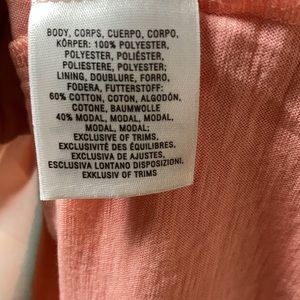 BODY, CORPS, CUERPO, CORPO,
KÖRPER: 100% POLYESTER,
POLYESTER, POLIÉSTER,
POLIESTERE, POLYESTER;
LINING, DOUBLURE, FORRO,
FODERA, FUTTERSTOFF:
60% COTTON, COTON, ALGODÓN,
COTONE, BAUMWOLLE
40% MODAL, MODAL, MODAL,
MODAL, MODAL;
EXCLUSIVE OF TRIMS
EXCLUSIVITÉ DES ÉQUILIBRES,
EXCLUSIVA DE AJUSTES,
ESCLUSIVA LONTANO DISPOSIZIONI,
EXKLUSIV OF TRIMS